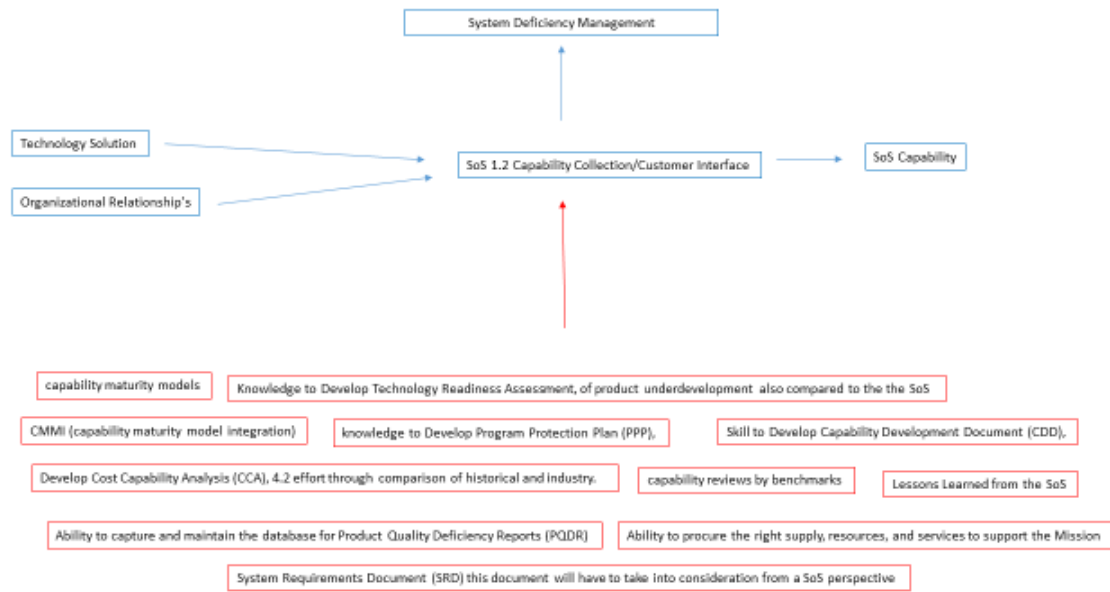 System Deficiency Management
Technology Solution
SoS 1.2 Capability Collection/Customer Interface
SoS Capability
Organizational Relationship's
capability maturity models
Knowledge to Develop Technology Readiness Assessment, of product underdevelopment also compared to the the SoS
CMMI (capability maturity model integration)
knowledge to Develop Program Protection Plan (PPP),
Skill to Develop Capability Development Document (CDD),
Develop Cost Capability Analysis (CCA), 4.2 effort through comparison of historical and industry.
capability reviews by benchmarks
Lessons Learned from the SoS
Ability to capture and maintain the database for Product Quality Deficiency Reports (PQDR)
Ability to procure the right supply, resources, and services to support the Mission
System Requirements Document (SRD) this document will have to take into consideration from a SoS perspective